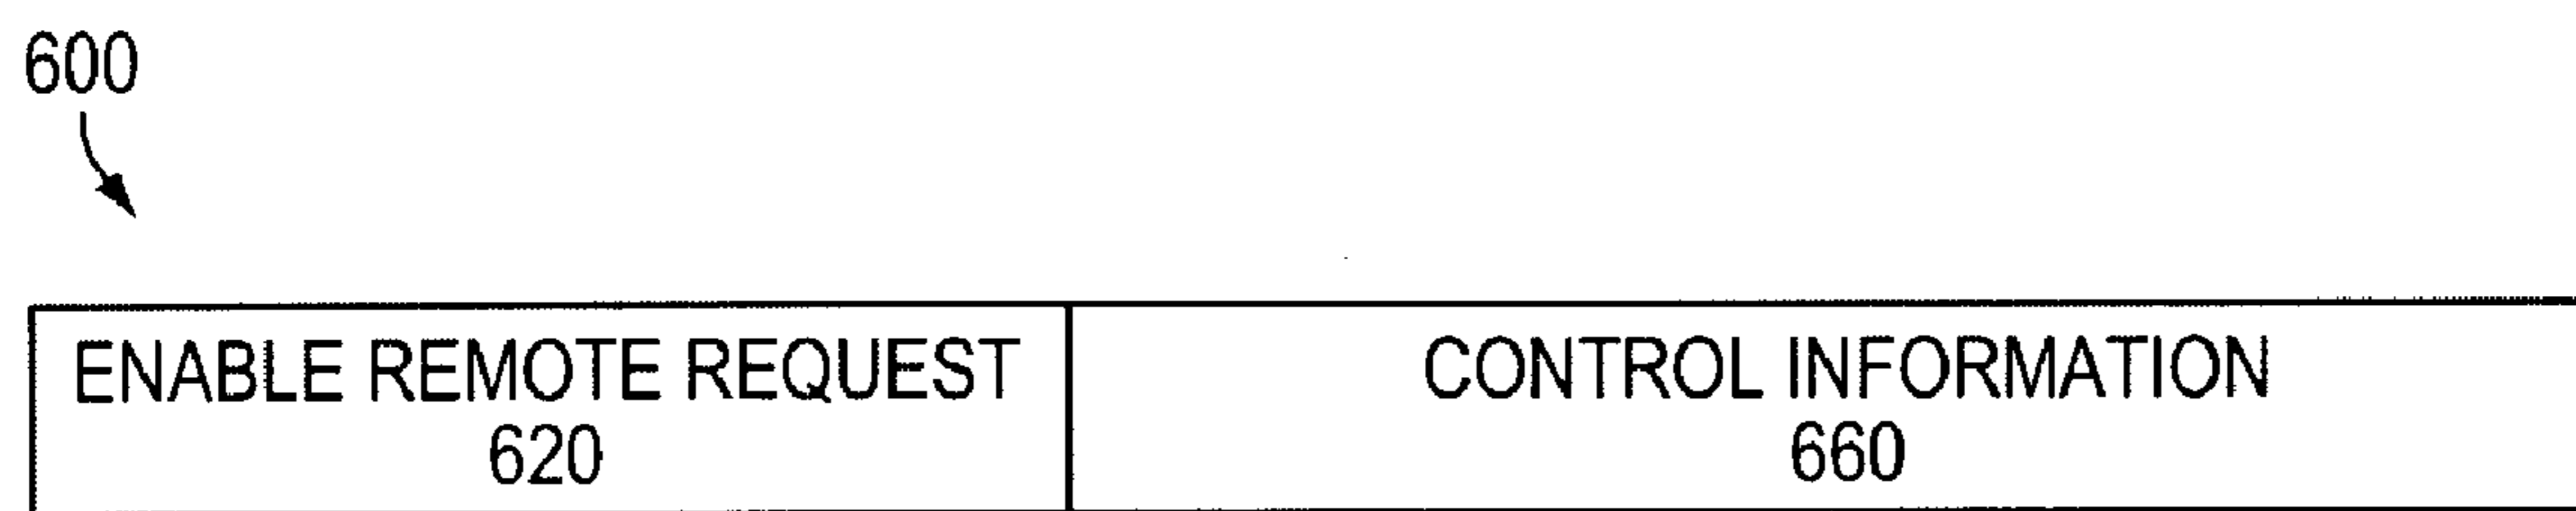 600
ENABLE REMOTE REQUEST
620
CONTROL INFORMATION
660